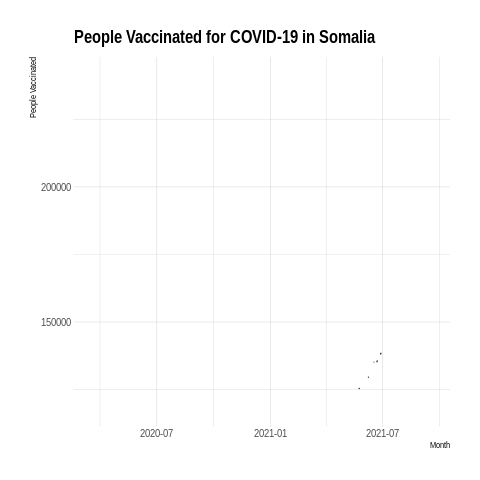 People Vaccinated for COVID-19 in Somalia
People Vaccinated
200000
150000
2020-07
2021-01
2021-07
Month